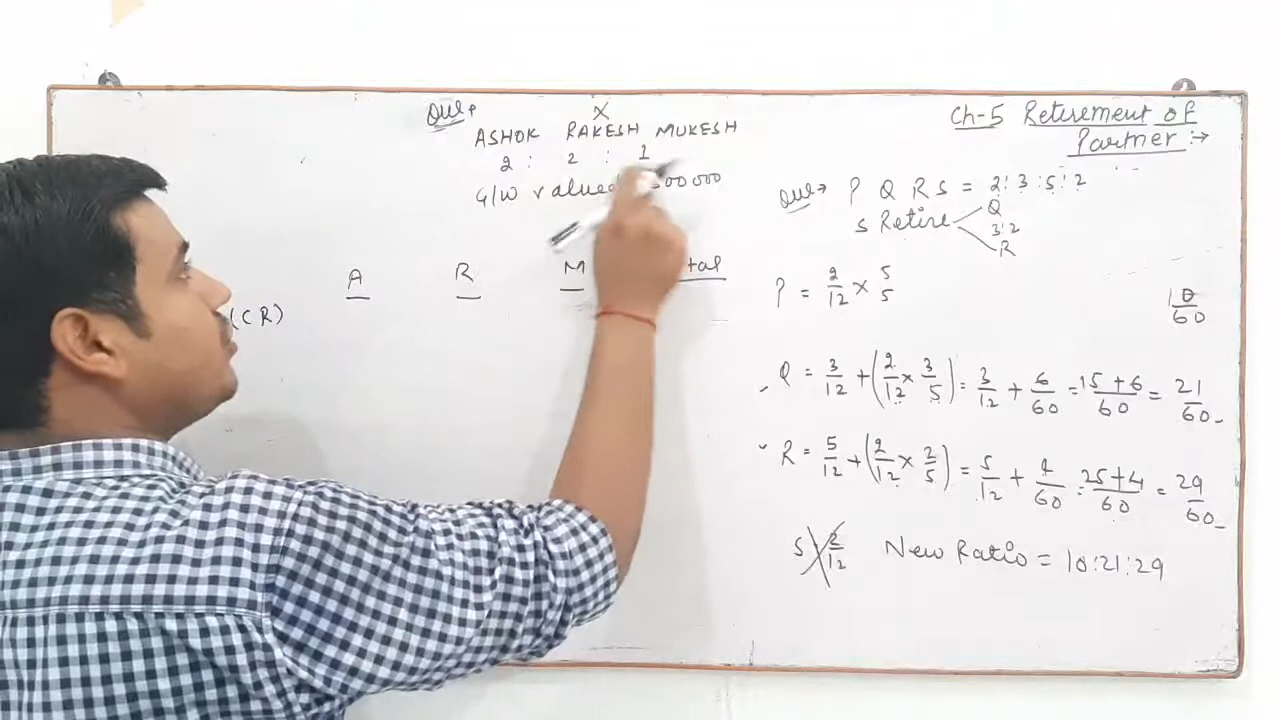 Que→
X
ASHOK RAKESH MUKESH
2 : 2 : 1
G/W valued 00000
A R M tal
(CR)
Ch-5 Retirement of
Partner :→
Que→ P Q R S = 2:3:5:2
S Retire Q
3:2
R
P = 2/12 × 5/5 10/60
Q = 3/12 + (2/12 × 3/5) = 3/12 + 6/60 = 15+6/60 = 21/60
R = 5/12 + (2/12 × 2/5) = 5/12 + 4/60 = 25+4/60 = 29/60
S 2/12 New Ratio = 10:21:29